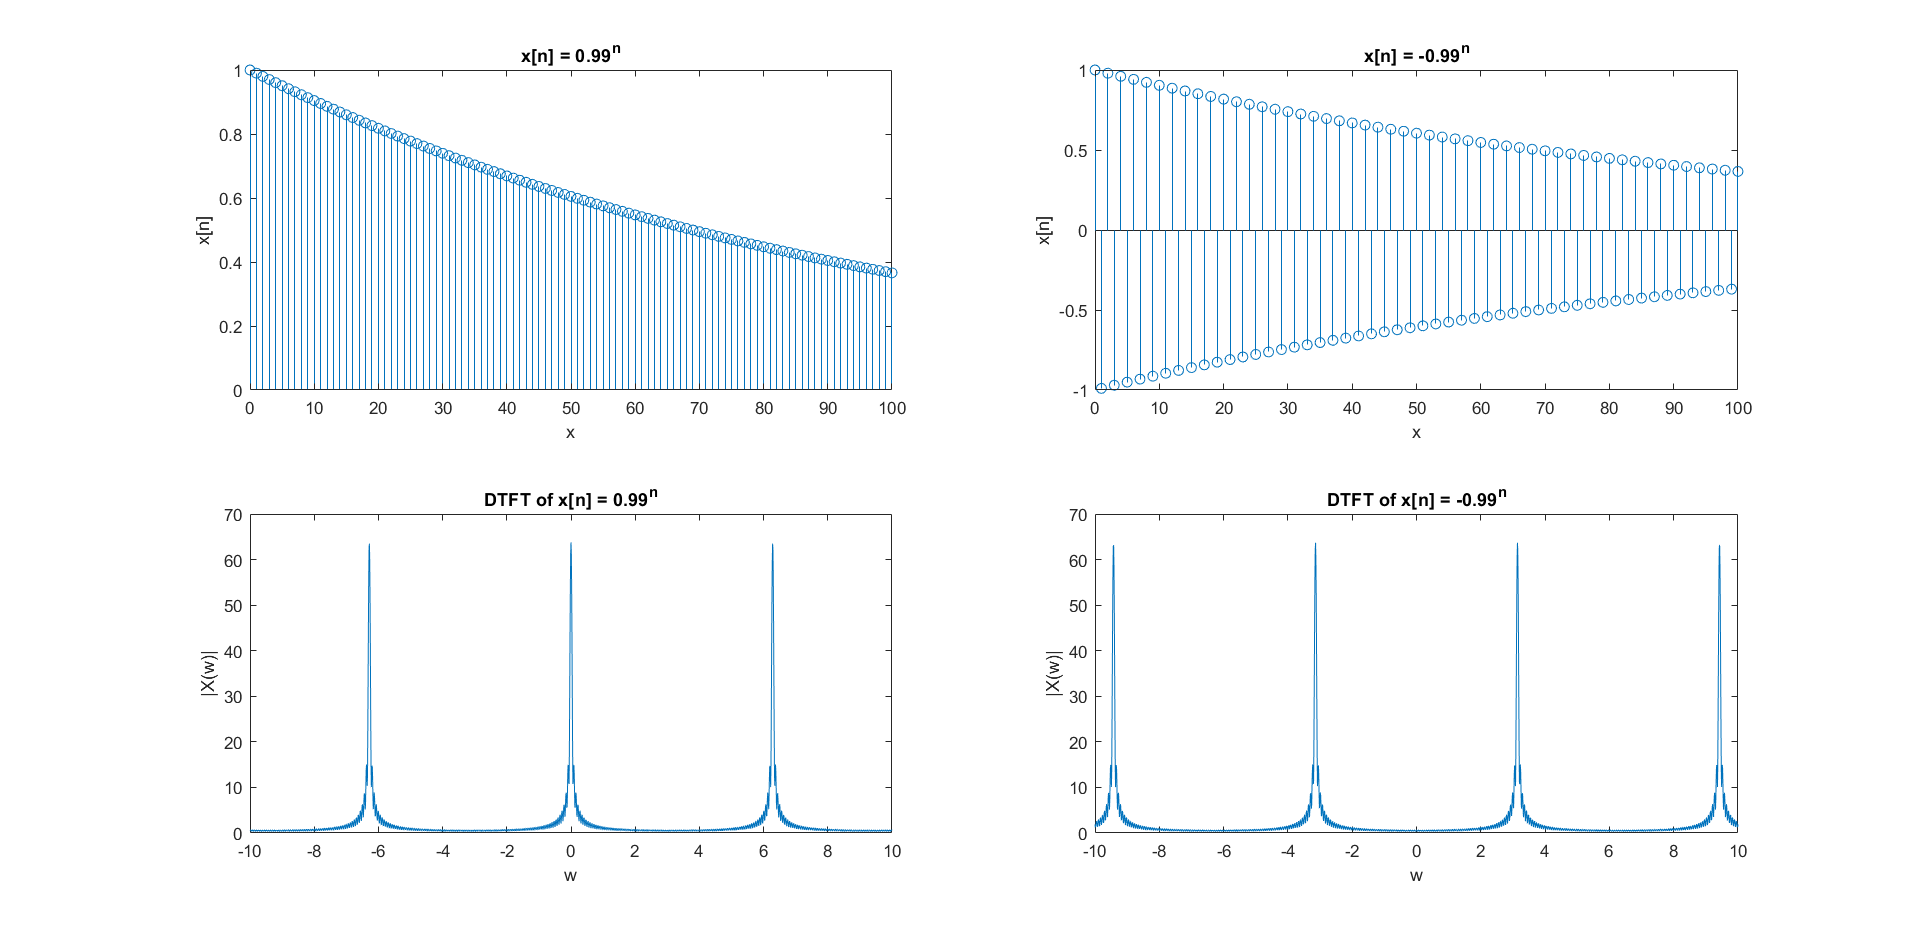 x[n] = 0.99^n
1
0.8
0.6
0.4
0.2
0
x[n]
0 10 20 30 40 50 60 70 80 90 100
x
x[n] = -0.99^n
1
0.5
0
-0.5
-1
x[n]
0 10 20 30 40 50 60 70 80 90 100
x
DTFT of x[n] = 0.99^n
70
60
50
40
30
20
10
0
|X(w)|
-10 -8 -6 -4 -2 0 2 4 6 8 10
w
DTFT of x[n] = -0.99^n
70
60
50
40
30
20
10
0
|X(w)|
-10 -8 -6 -4 -2 0 2 4 6 8 10
w